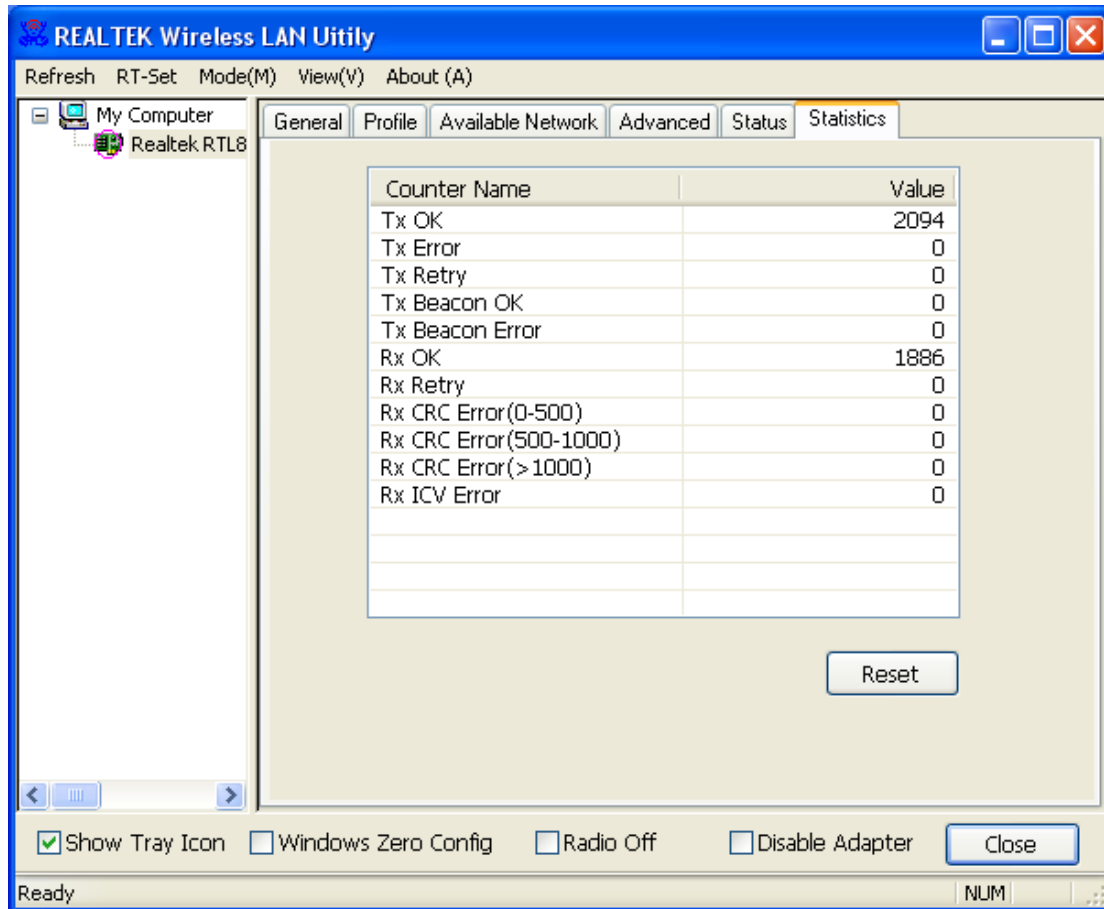 REALTEK Wireless LAN Uitily
Refresh RT-Set Mode(M) View(V) About (A)
My Computer
Realtek RTL8
General Profile Available Network Advanced Status Statistics
Counter Name Value
Tx OK 2094
Tx Error 0
Tx Retry 0
Tx Beacon OK 0
Tx Beacon Error 0
Rx OK 1886
Rx Retry 0
Rx CRC Error(0-500) 0
Rx CRC Error(500-1000) 0
Rx CRC Error(>1000) 0
Rx ICV Error 0
Reset
Show Tray Icon Windows Zero Config Radio Off Disable Adapter Close
Ready NUM